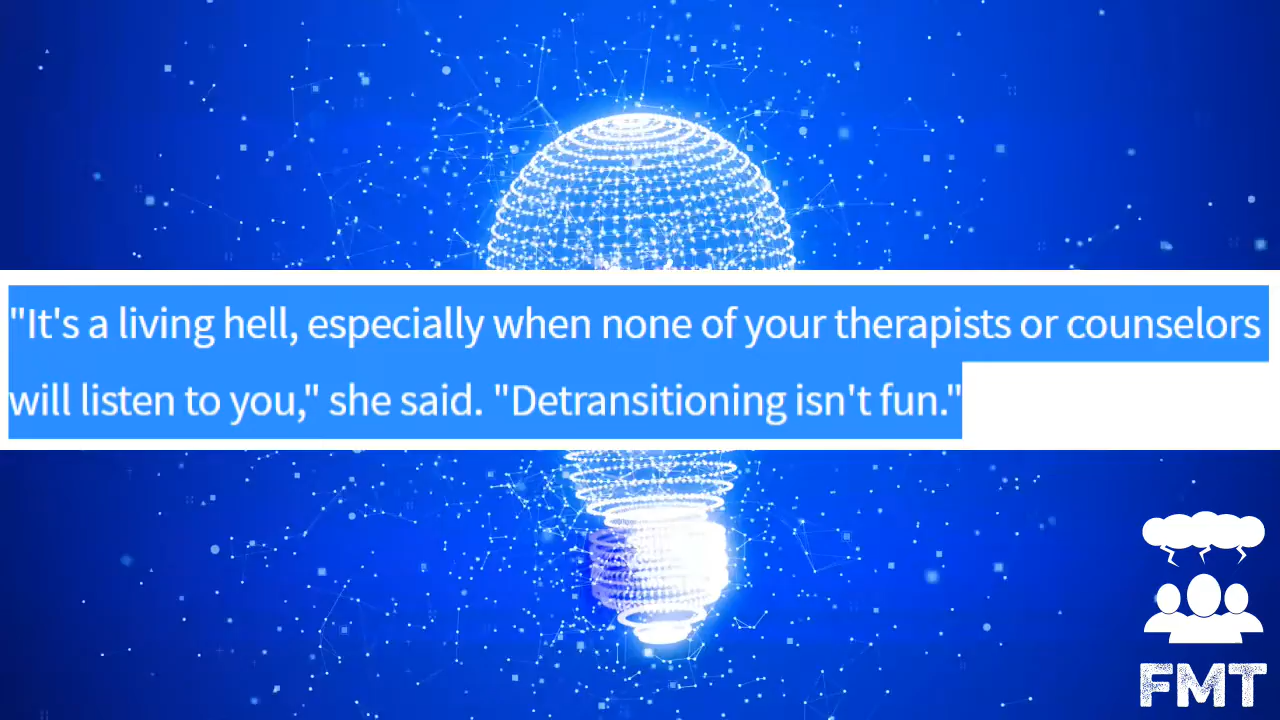 "It's a living hell, especially when none of your therapists or counselors
will listen to you," she said. "Detransitioning isn't fun."
FMT